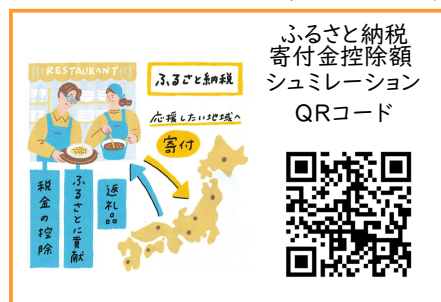 RESTAURANT
ふるさと納税
応援したい地域へ
寄付
返礼品
ふるさとに貢献
税金の控除
ふるさと納税
寄付金控除額
シュミレーション
QRコード